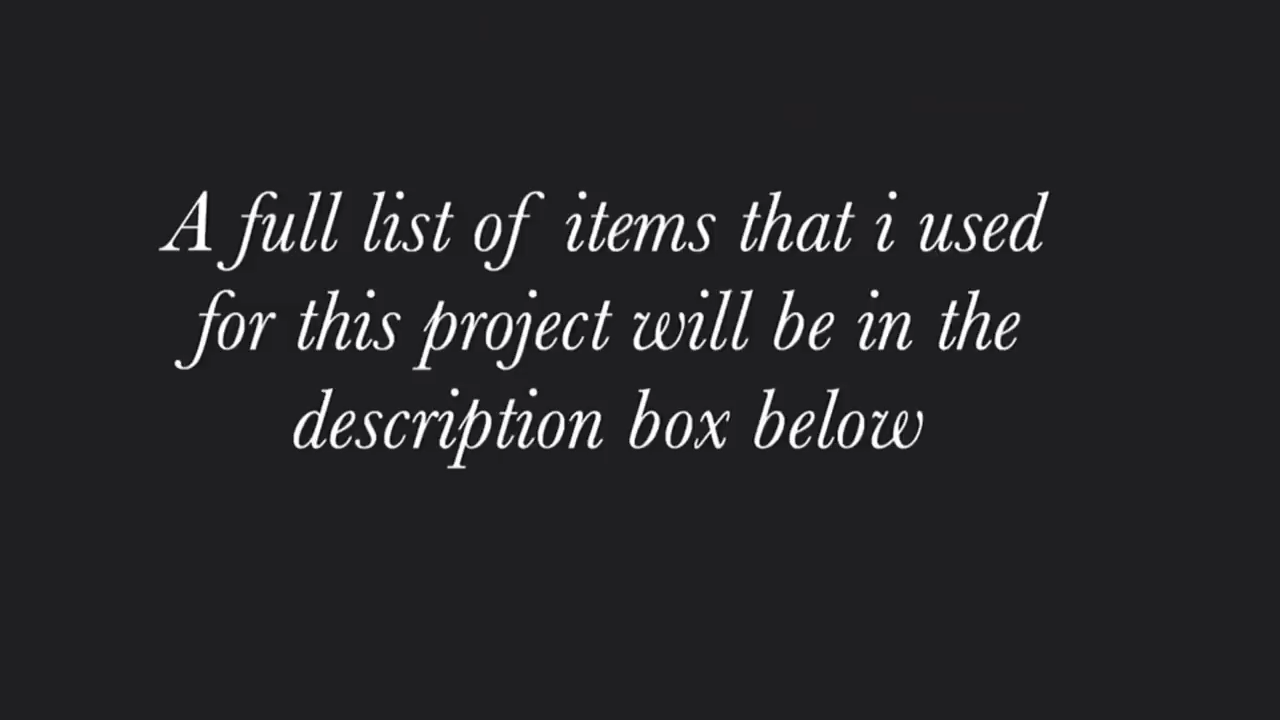 A full list of items that i used
for this project will be in the
description box below